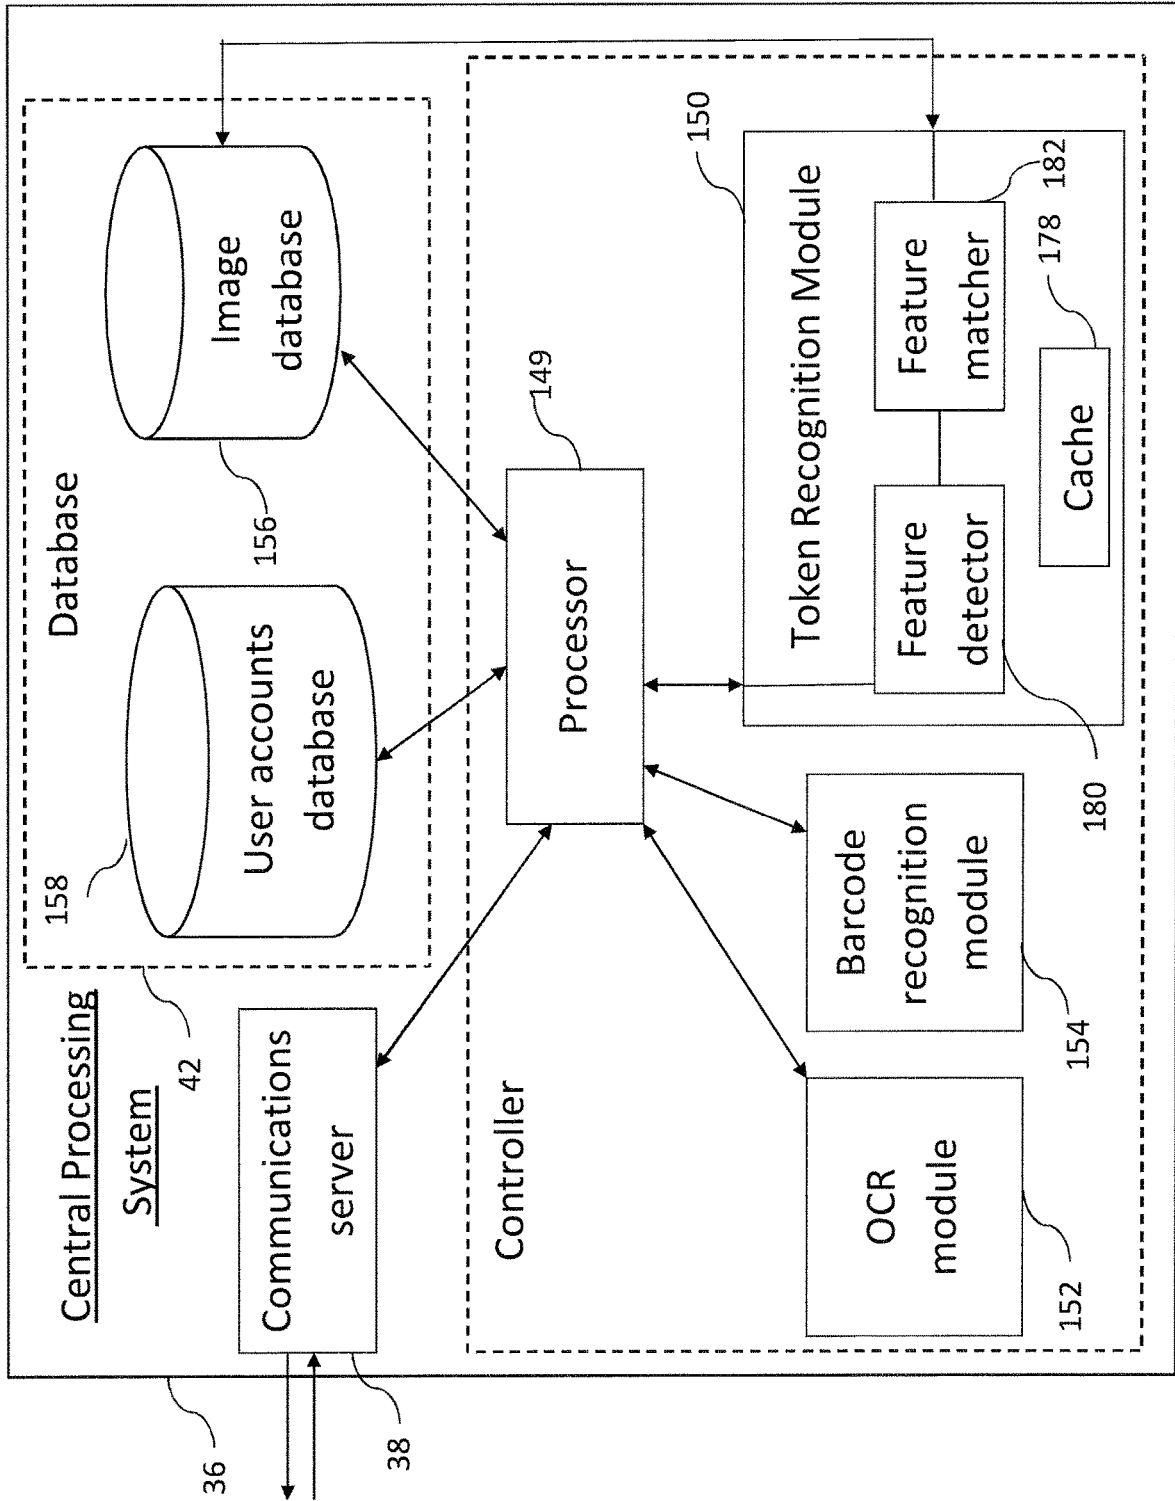 Central Processing
System
36
Communications
server
38
42
Database
158
User accounts
database
156
Image
database
Controller
149
Processor
150
Token Recognition Module
Feature
detector
180
Feature
matcher
182
Cache
178
Barcode
recognition
module
154
OCR
module
152